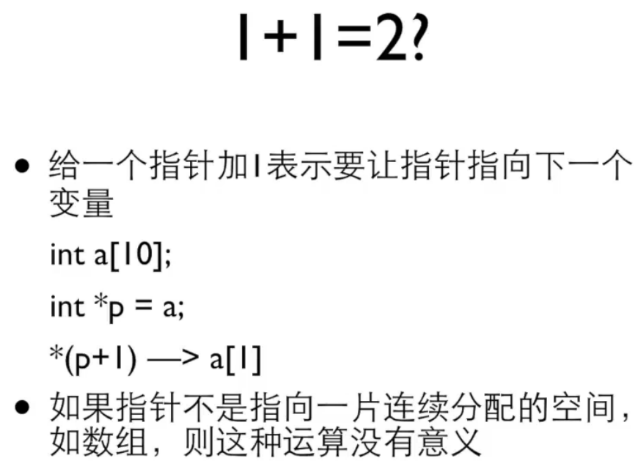 1+1=2?
● 给一个指针加1表示要让指针指向下一个
变量
int a[10];
int *p = a;
*(p+1) —> a[1]
● 如果指针不是指向一片连续分配的空间，
如数组，则这种运算没有意义